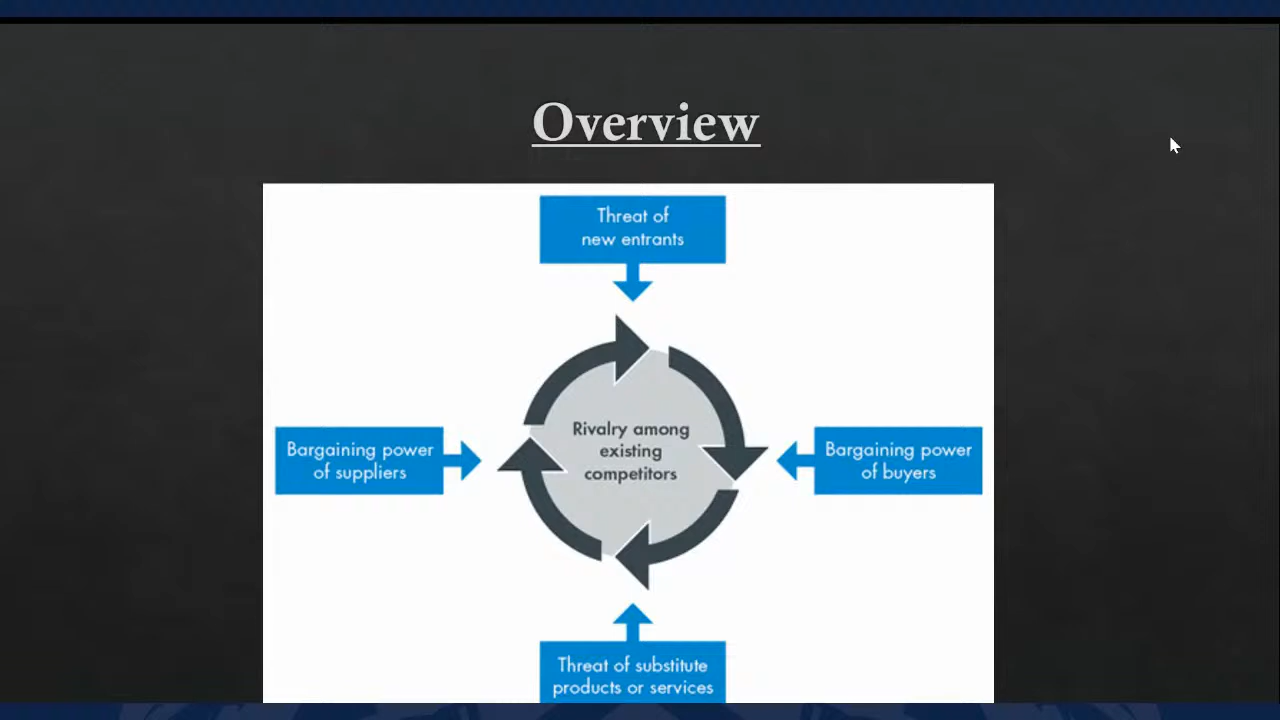 Overview
Threat of
new entrants
Rivalry among
existing
competitors
Bargaining power
of suppliers
Bargaining power
of buyers
Threat of substitute
products or services